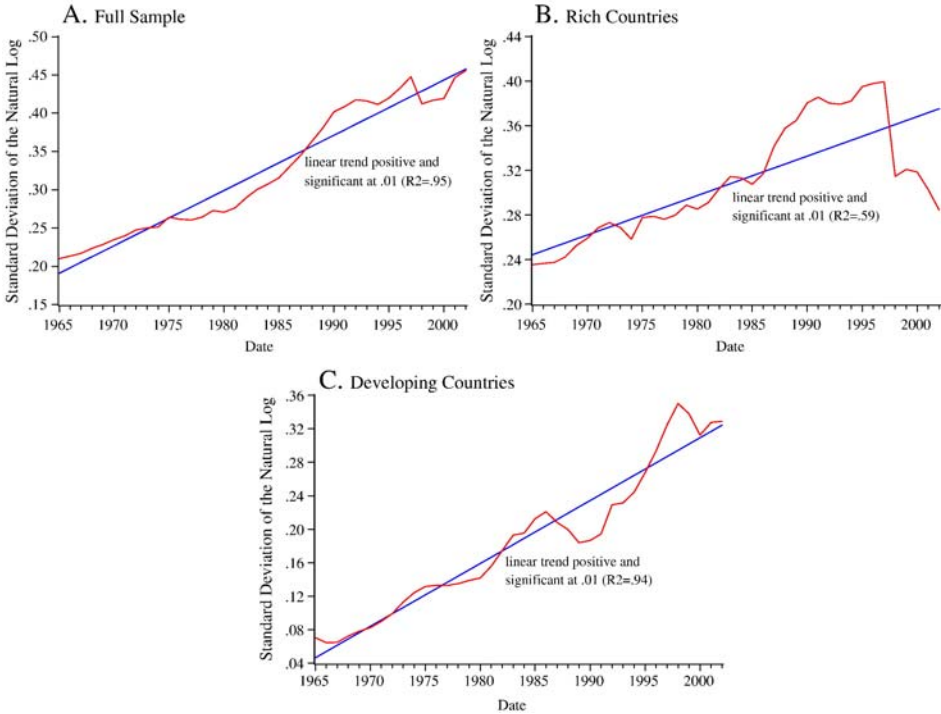 A. Full Sample
Standard Deviation of the Natural Log
.50
.45
.40
.35
.30
.25
.20
.15
linear trend positive and
significant at .01 (R2=.95)
1965 1970 1975 1980 1985 1990 1995 2000
Date
B. Rich Countries
Standard Deviation of the Natural Log
.44
.40
.36
.32
.28
.24
.20
linear trend positive and
significant at .01 (R2=.59)
1965 1970 1975 1980 1985 1990 1995 2000
Date
C. Developing Countries
Standard Deviation of the Natural Log
.36
.32
.28
.24
.20
.16
.12
.08
.04
linear trend positive and
significant at .01 (R2=.94)
1965 1970 1975 1980 1985 1990 1995 2000
Date